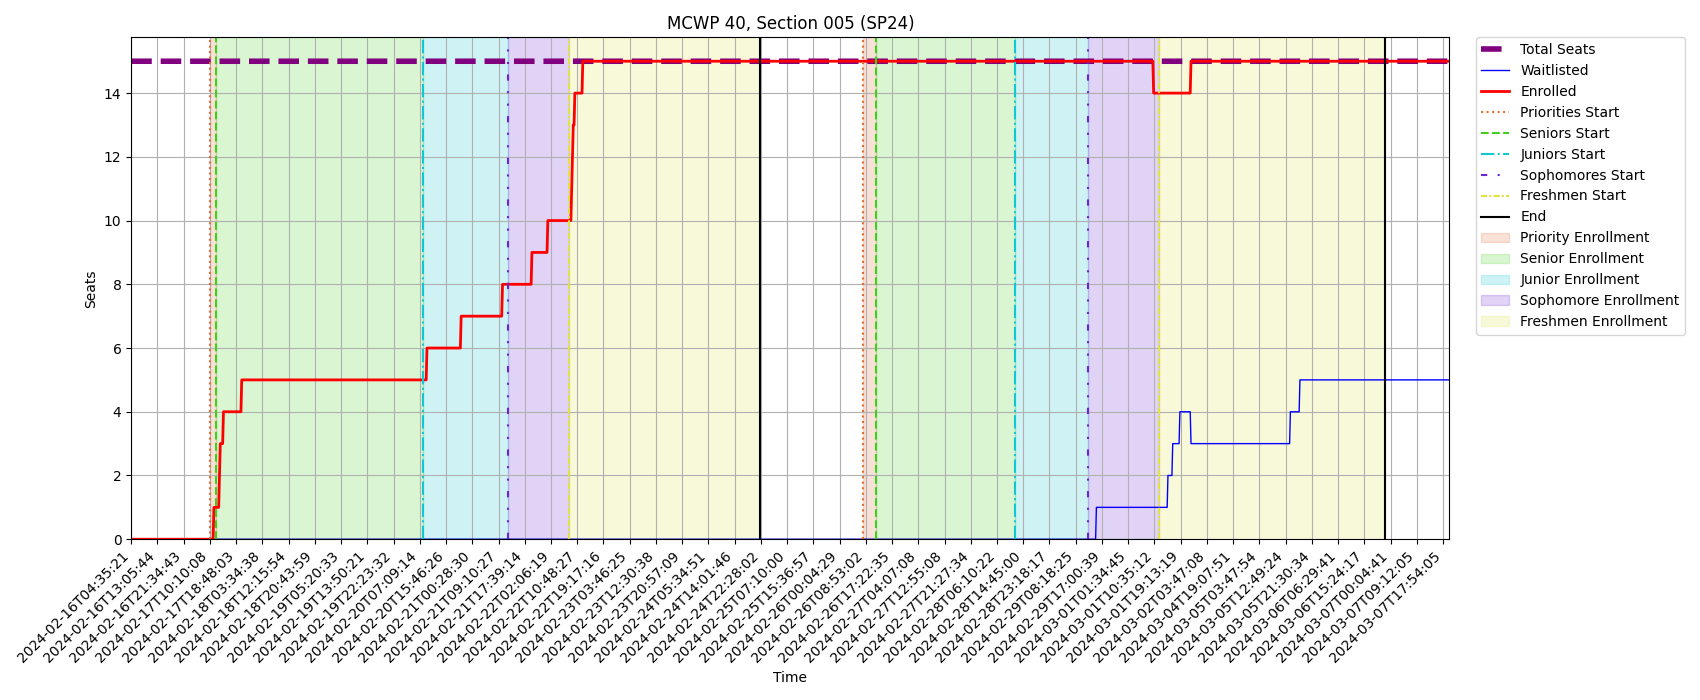 MCWP 40, Section 005 (SP24)
Seats
14
12
10
8
6
4
2
0
2024-02-16T04:35:21
2024-02-16T13:05:44
2024-02-16T21:34:43
2024-02-17T10:10:08
2024-02-17T18:48:03
2024-02-18T03:34:38
2024-02-18T12:15:54
2024-02-18T20:43:59
2024-02-19T05:20:33
2024-02-19T13:50:21
2024-02-19T22:23:32
2024-02-20T07:09:14
2024-02-20T15:46:26
2024-02-21T00:28:30
2024-02-21T09:10:27
2024-02-21T17:39:14
2024-02-22T02:06:19
2024-02-22T10:48:27
2024-02-22T19:17:16
2024-02-23T03:46:25
2024-02-23T12:30:38
2024-02-23T20:57:09
2024-02-24T05:34:51
2024-02-24T14:01:46
2024-02-24T22:28:02
2024-02-25T07:10:00
2024-02-25T15:36:57
2024-02-26T00:04:29
2024-02-26T08:53:02
2024-02-26T17:22:35
2024-02-27T04:07:08
2024-02-27T12:55:08
2024-02-27T21:27:34
2024-02-28T06:10:22
2024-02-28T14:45:00
2024-02-28T23:18:17
2024-02-29T08:18:25
2024-02-29T17:00:39
2024-03-01T01:34:45
2024-03-01T10:35:12
2024-03-01T19:13:19
2024-03-02T03:47:08
2024-03-04T19:07:51
2024-03-05T03:47:54
2024-03-05T12:49:24
2024-03-05T21:30:34
2024-03-06T06:29:41
2024-03-06T15:24:17
2024-03-07T00:04:41
2024-03-07T09:12:05
2024-03-07T17:54:05
Time
Total Seats
Waitlisted
Enrolled
Priorities Start
Seniors Start
Juniors Start
Sophomores Start
Freshmen Start
End
Priority Enrollment
Senior Enrollment
Junior Enrollment
Sophomore Enrollment
Freshmen Enrollment